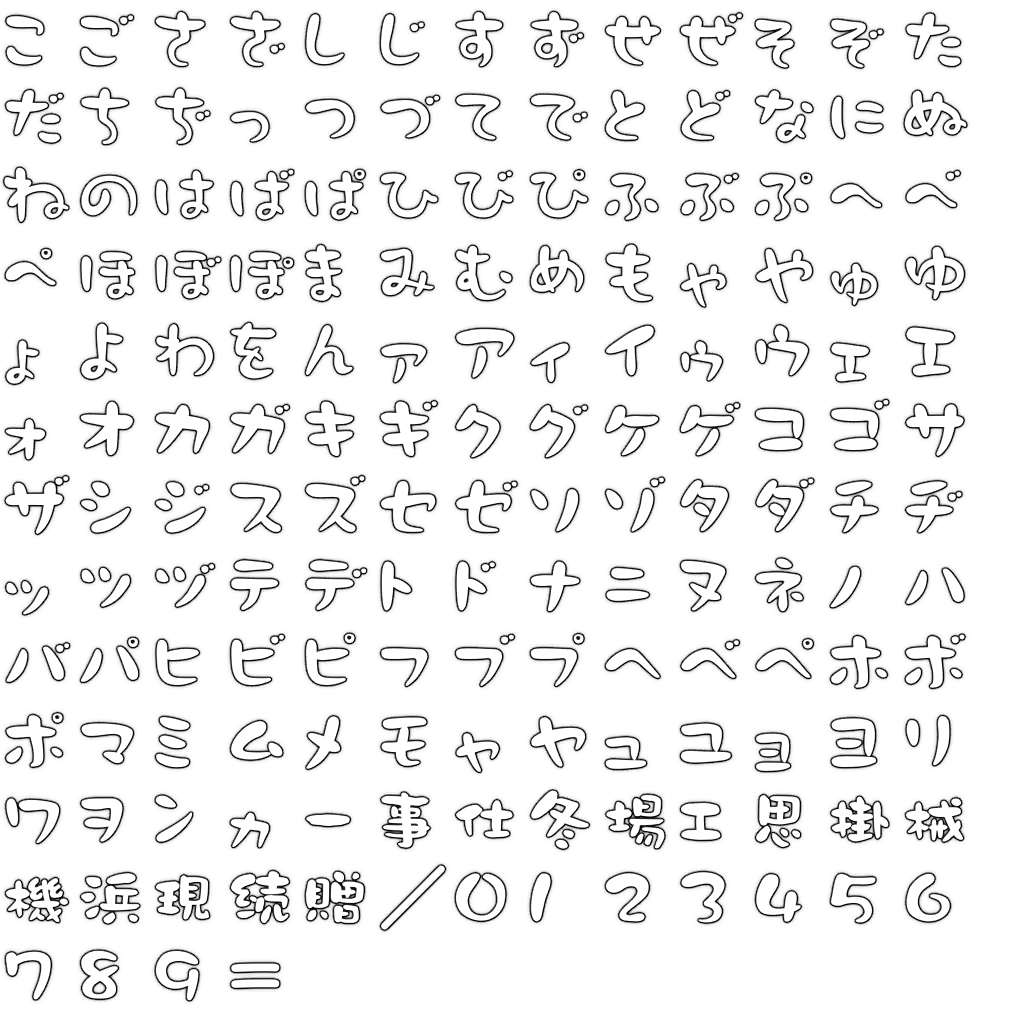 こごさざしじすずせぜそぞた
だちぢっつづてでとどなにぬ
ねのはばぱひびぴふぶぷへべ
ぺほぼぽまみむめもゃやゅゆ
ょよわをんァアィイゥウェエ
ォオカガキギクグケゲコゴサ
ザシジスズセゼソゾタダチヂ
ッツヅテデトドナニヌネノハ
バパヒビピフブプヘベペホボ
ポマミムメモャヤュユョヨリ
ワヲンヵー事仕冬場工思掛械
機浜現続贈/0123456
789=